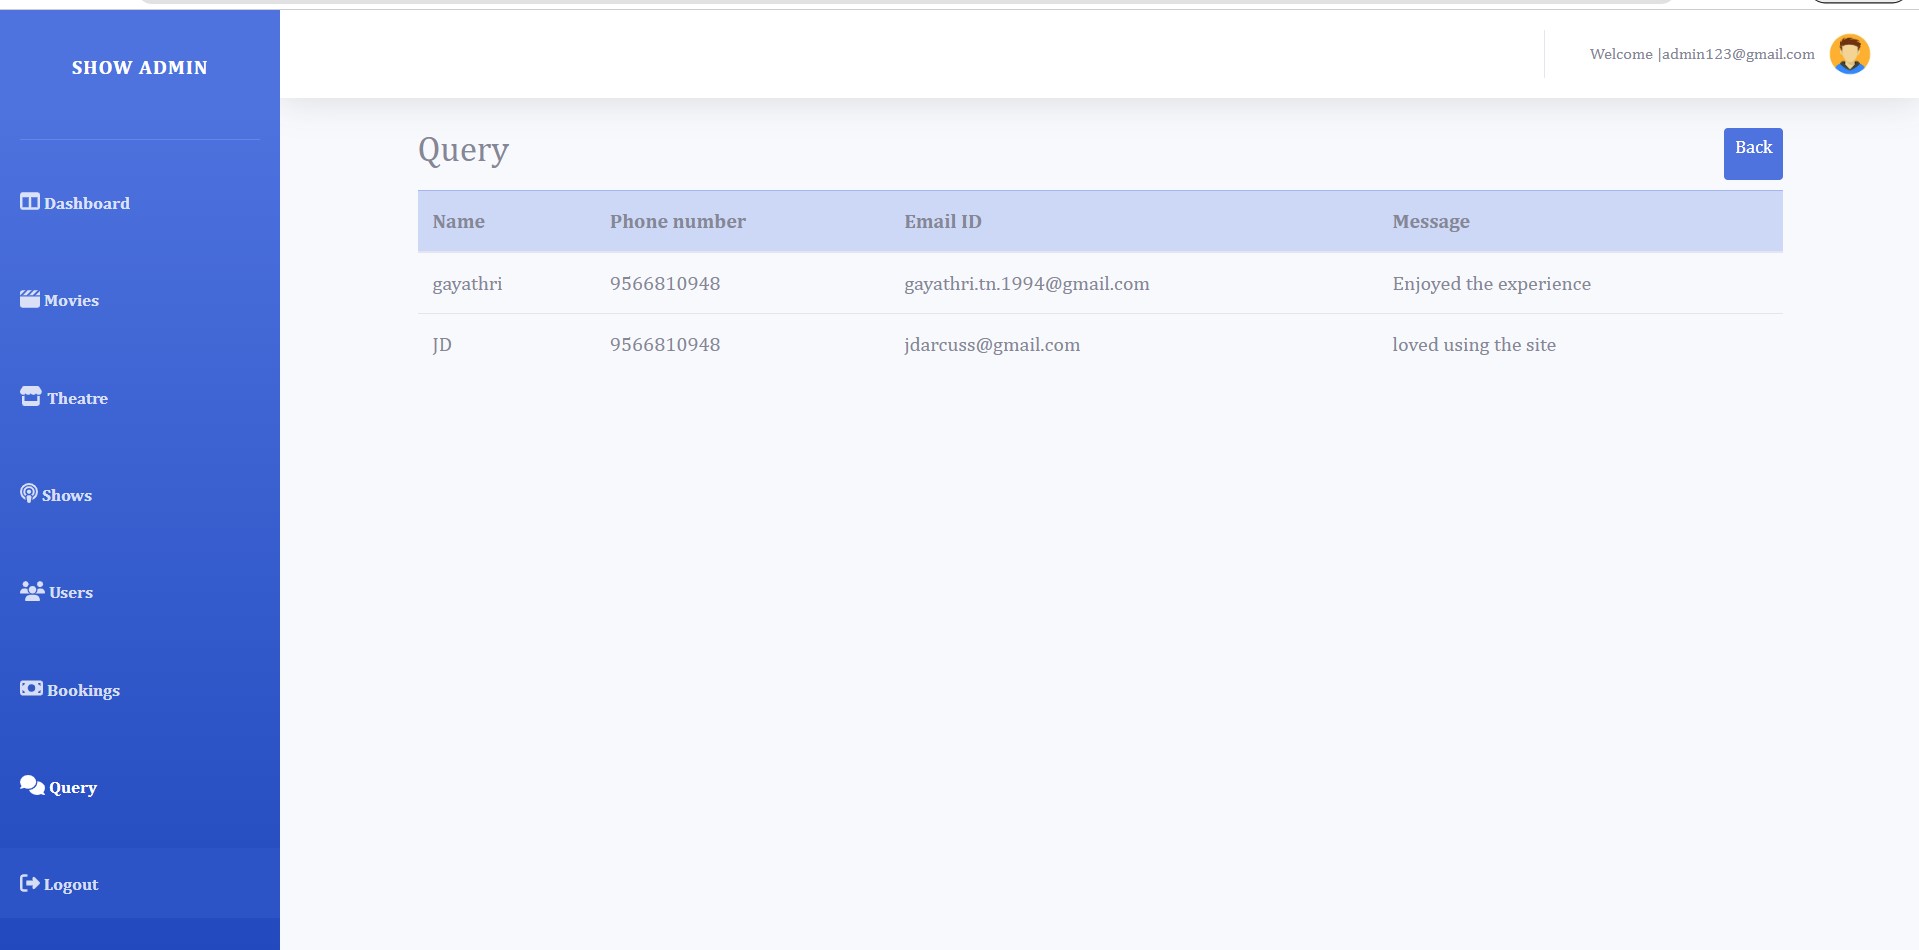 SHOW ADMIN
Welcome |admin123@gmail.com
Dashboard
Movies
Theatre
Shows
Users
Bookings
Query
Logout
Query
Back
Name Phone number Email ID Message
gayathri 9566810948 gayathri.tn.1994@gmail.com Enjoyed the experience
JD 9566810948 jdarcuss@gmail.com loved using the site